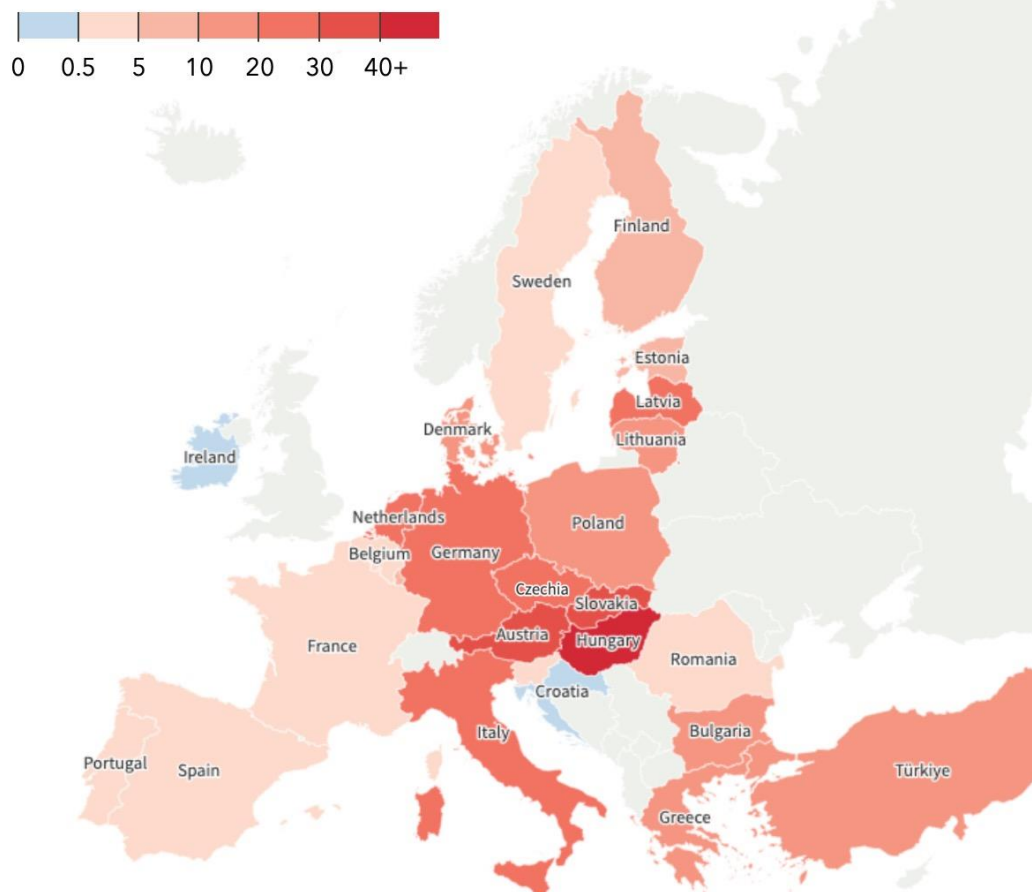 0 0.5 5 10 20 30 40+
Finland
Sweden
Estonia
Latvia
Denmark
Lithuania
Ireland
Netherlands
Poland
Belgium
Germany
Czechia
Slovakia
Austria
Hungary
France
Romania
Croatia
Italy
Bulgaria
Portugal
Spain
Türkiye
Greece